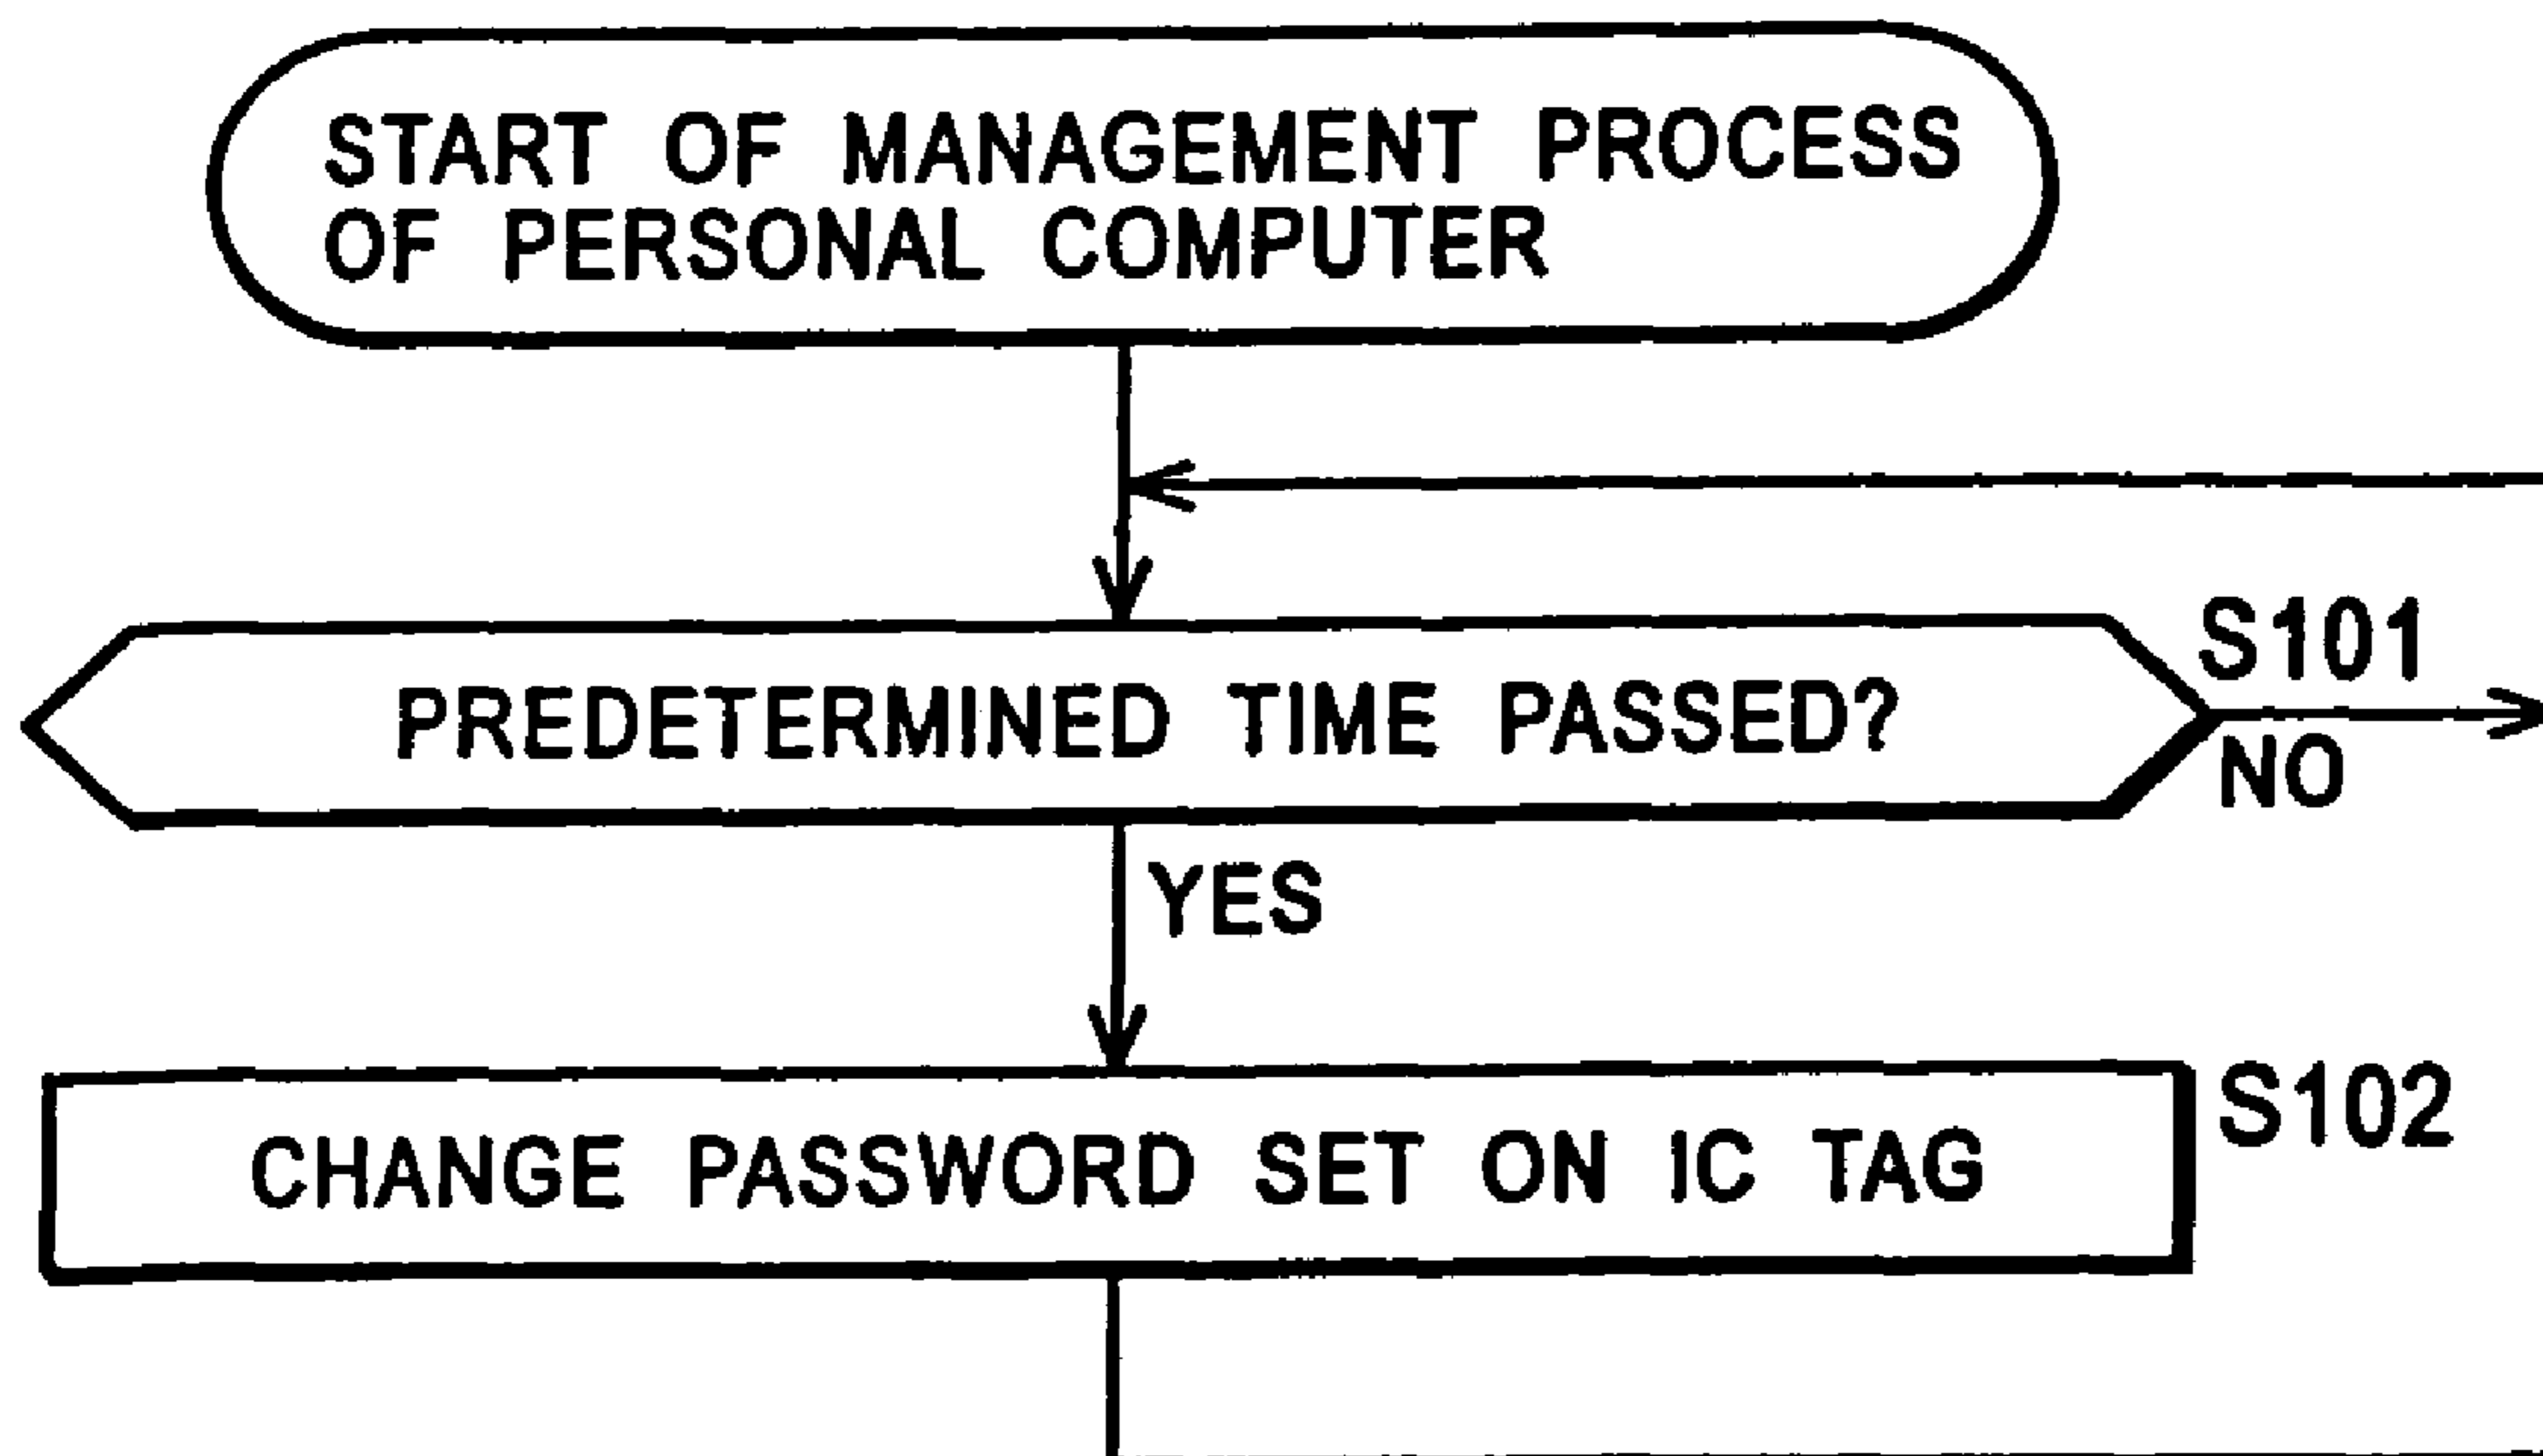 START OF MANAGEMENT PROCESS
OF PERSONAL COMPUTER
S101
PREDETERMINED TIME PASSED?
NO
YES
S102
CHANGE PASSWORD SET ON IC TAG